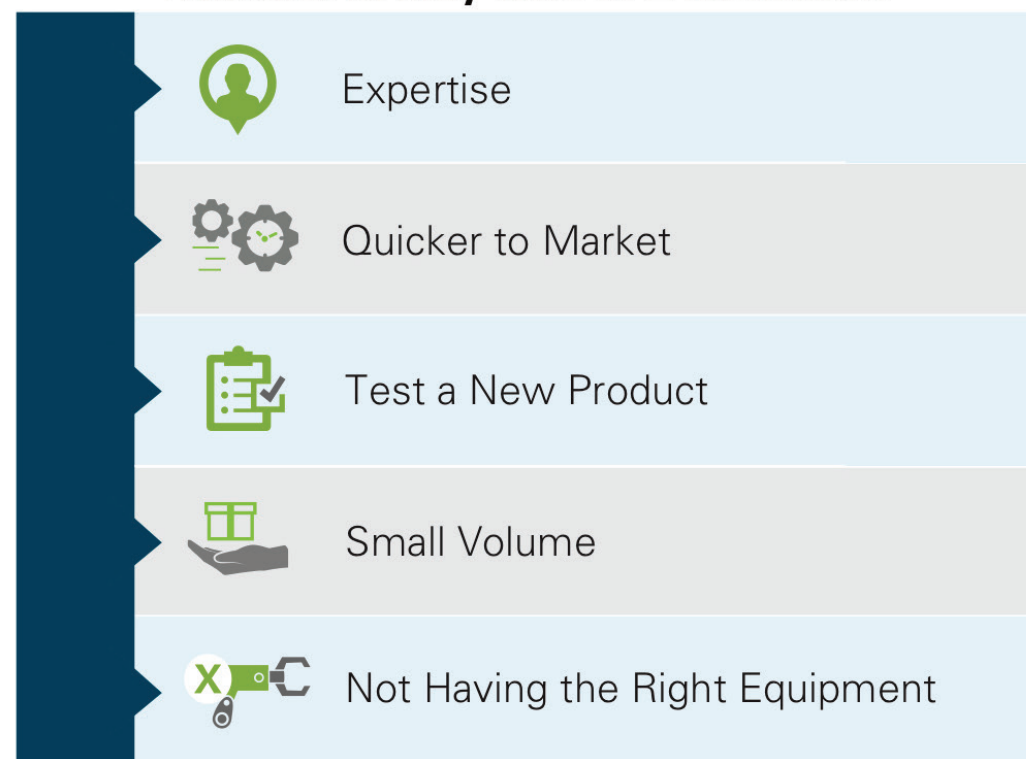 Expertise
Quicker to Market
Test a New Product
Small Volume
X
Not Having the Right Equipment